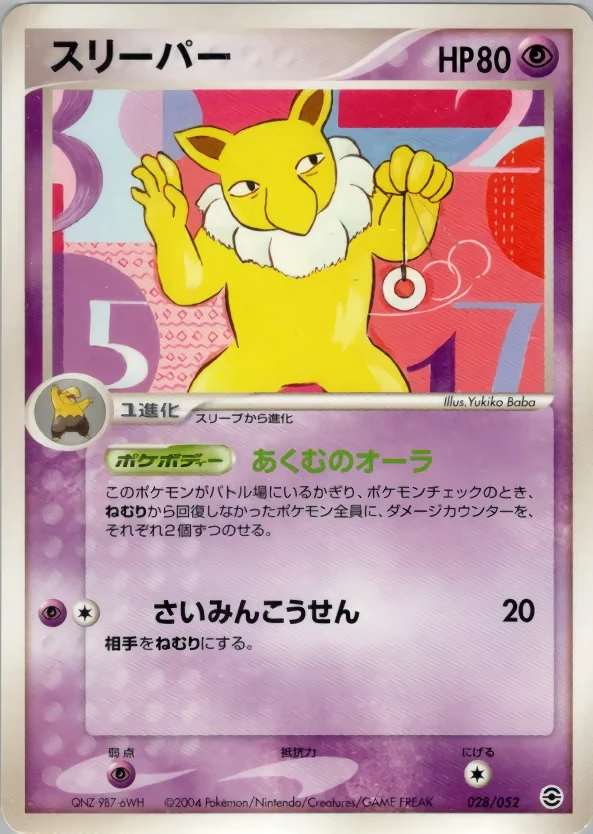 スリーパー
HP80
3
2
5
17
Illus.Yukiko Baba
1進化
スリープから進化
ポケボディー
あくむのオーラ
このポケモンがバトル場にいるかぎり、ポケモンチェックのとき、
ねむりから回復しなかったポケモン全員に、ダメージカウンターを、
それぞれ2個ずつのせる。
さいみんこうせん 20
相手をねむりにする。
弱点 抵抗力 にげる
QNZ 987 6WH ©2004 Pokémon/Nintendo/Creatures/GAME FREAK 028/052